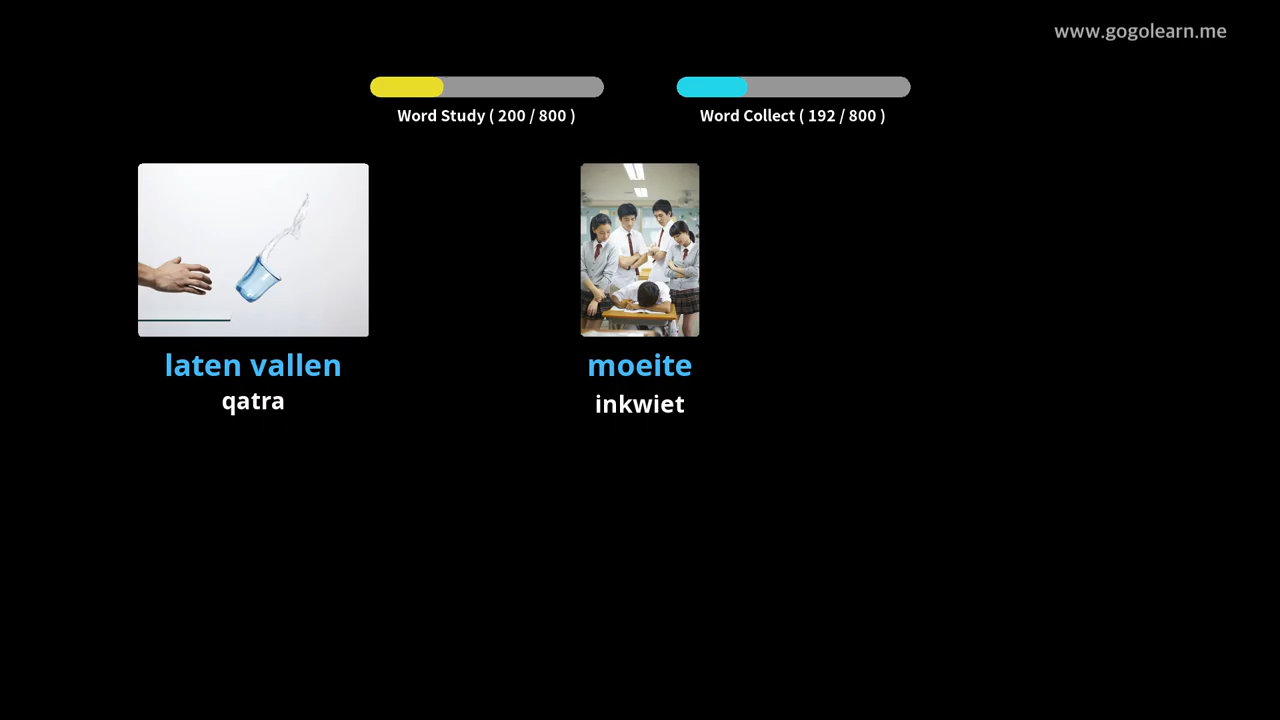 www.gogolearn.me
Word Study ( 200 / 800 )
Word Collect ( 192 / 800 )
laten vallen
qatra
moeite
inkwiet